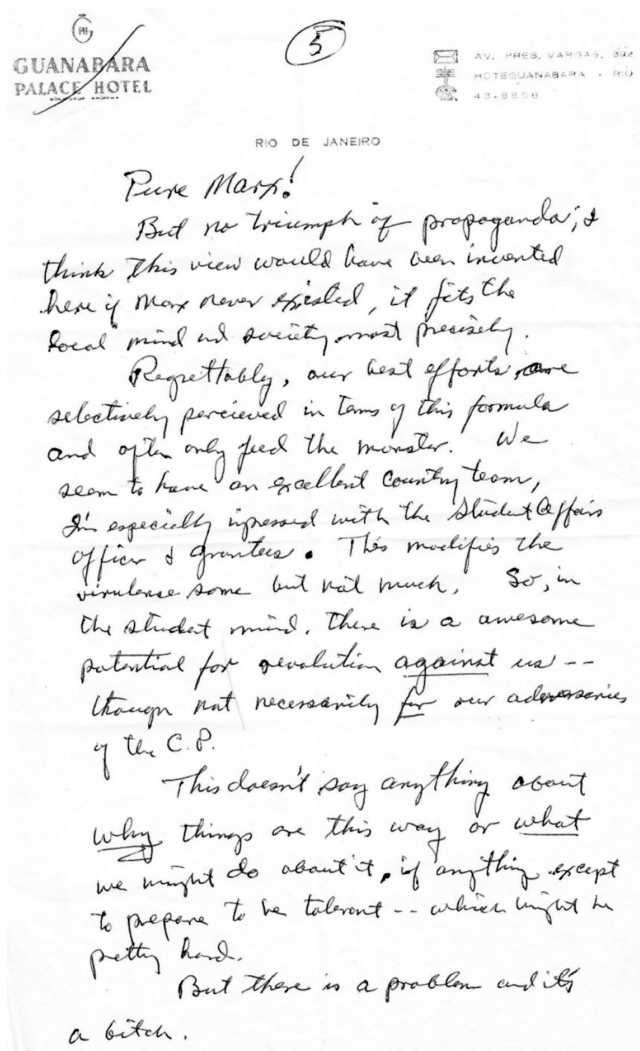 PH
5
GUANABARA
PALACE HOTEL
AV. PRES. VARGAS, 392
HOTEGUANABARA - RIO
43-8808
RIO DE JANEIRO
Pure Marx!
But no triumph of propaganda; I
think this view would have been invented
here if Marx never existed, it fits the
local mind and society most precisely.
Regrettably, our best efforts are
selectively percieved in terms of this formula
and often only feed the monster. We
seem to have an excellent country team,
I'm especially impressed with the Student Affairs
officer & grantees. This modifies the
virulence some but not much. So, in
the student mind, there is a awesome
potential for revolution against us --
though not necessarily for our adversaries
of the C.P.
This doesn't say anything about
why things are this way or what
we might do about it, if anything except
to prepare to be tolerant -- which might be
pretty hard.
But there is a problem and it's
a bitch.